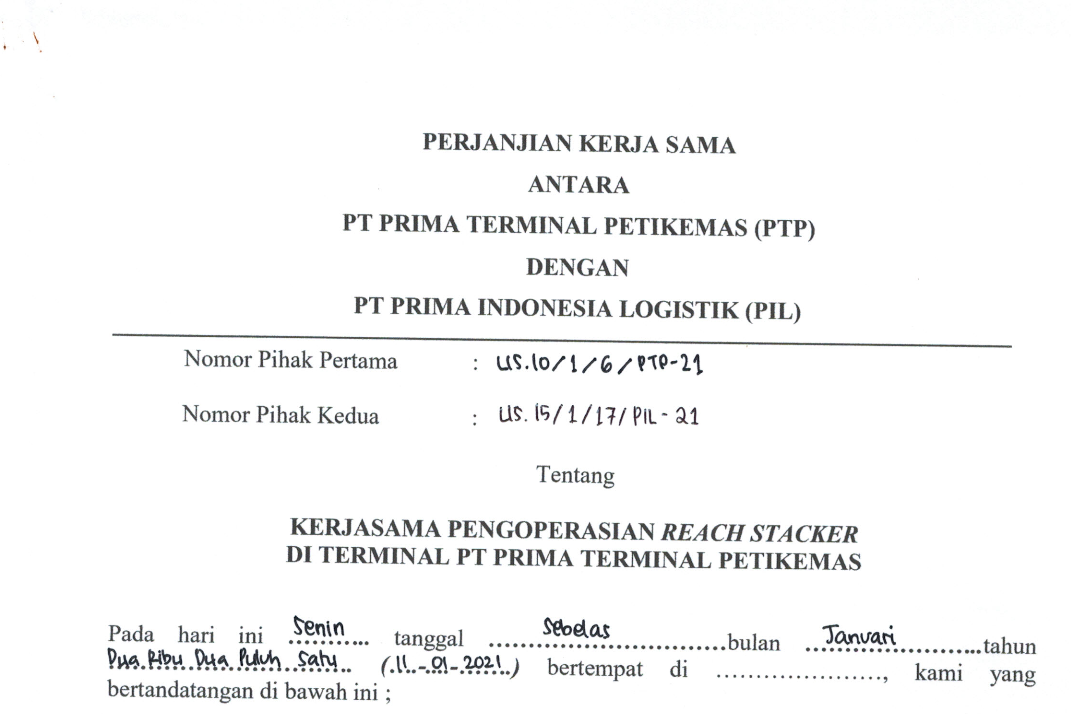 PERJANJIAN KERJA SAMA
ANTARA
PT PRIMA TERMINAL PETIKEMAS (PTP)
DENGAN
PT PRIMA INDONESIA LOGISTIK (PIL)
Nomor Pihak Pertama : US.10/1/6/PTP-21
Nomor Pihak Kedua : US.15/1/17/PIL-21
Tentang
KERJASAMA PENGOPERASIAN REACH STACKER
DI TERMINAL PT PRIMA TERMINAL PETIKEMAS
Pada hari ini Senin tanggal Sebelas bulan Januari tahun
Dua Ribu Dua Puluh Satu (11-01-2021) bertempat di ....................., kami yang
bertandatangan di bawah ini ;